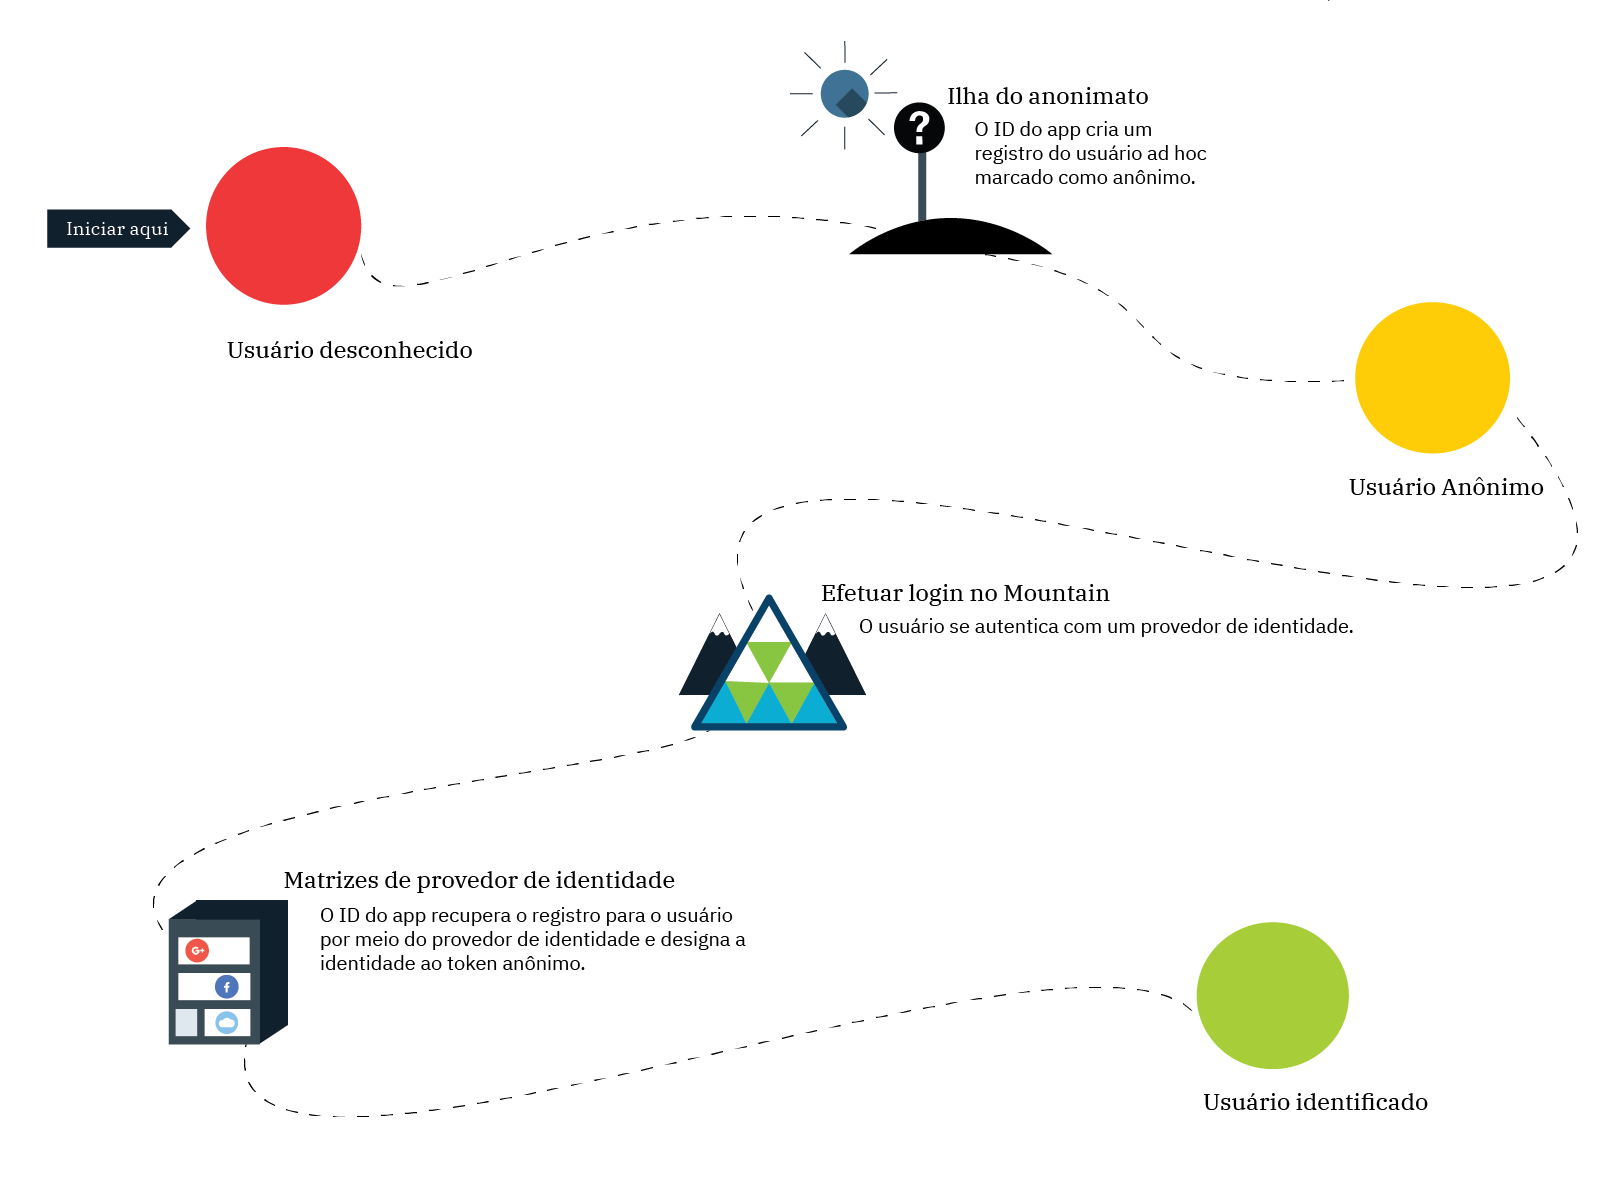 Ilha do anonimato
?
O ID do app cria um
registro do usuário ad hoc
marcado como anônimo.
Iniciar aqui
Usuário desconhecido
Usuário Anônimo
Efetuar login no Mountain
O usuário se autentica com um provedor de identidade.
Matrizes de provedor de identidade
O ID do app recupera o registro para o usuário
por meio do provedor de identidade e designa a
identidade ao token anônimo.
G+
f
Usuário identificado